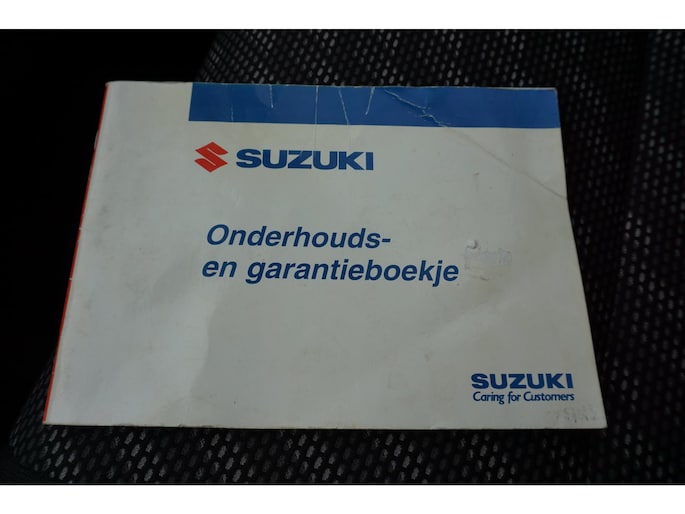 SUZUKI
Onderhouds-
en garantieboekje
SUZUKI
Caring for Customers